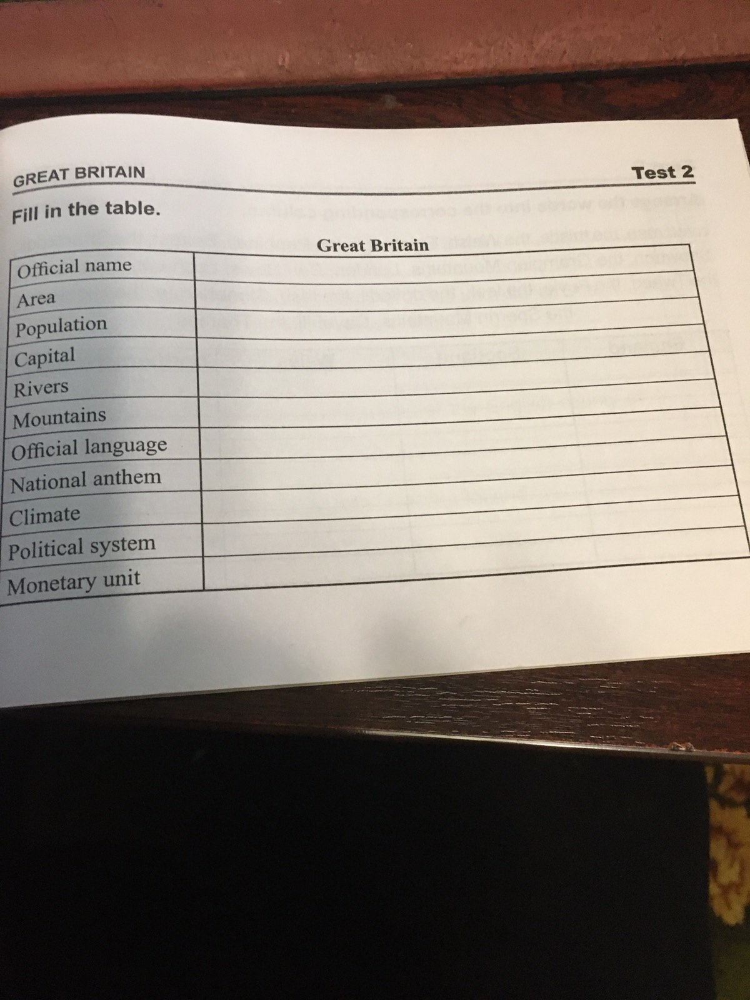 GREAT BRITAIN Test 2
Fill in the table.
Great Britain
Official name
Area
Population
Capital
Rivers
Mountains
Official language
National anthem
Climate
Political system
Monetary unit